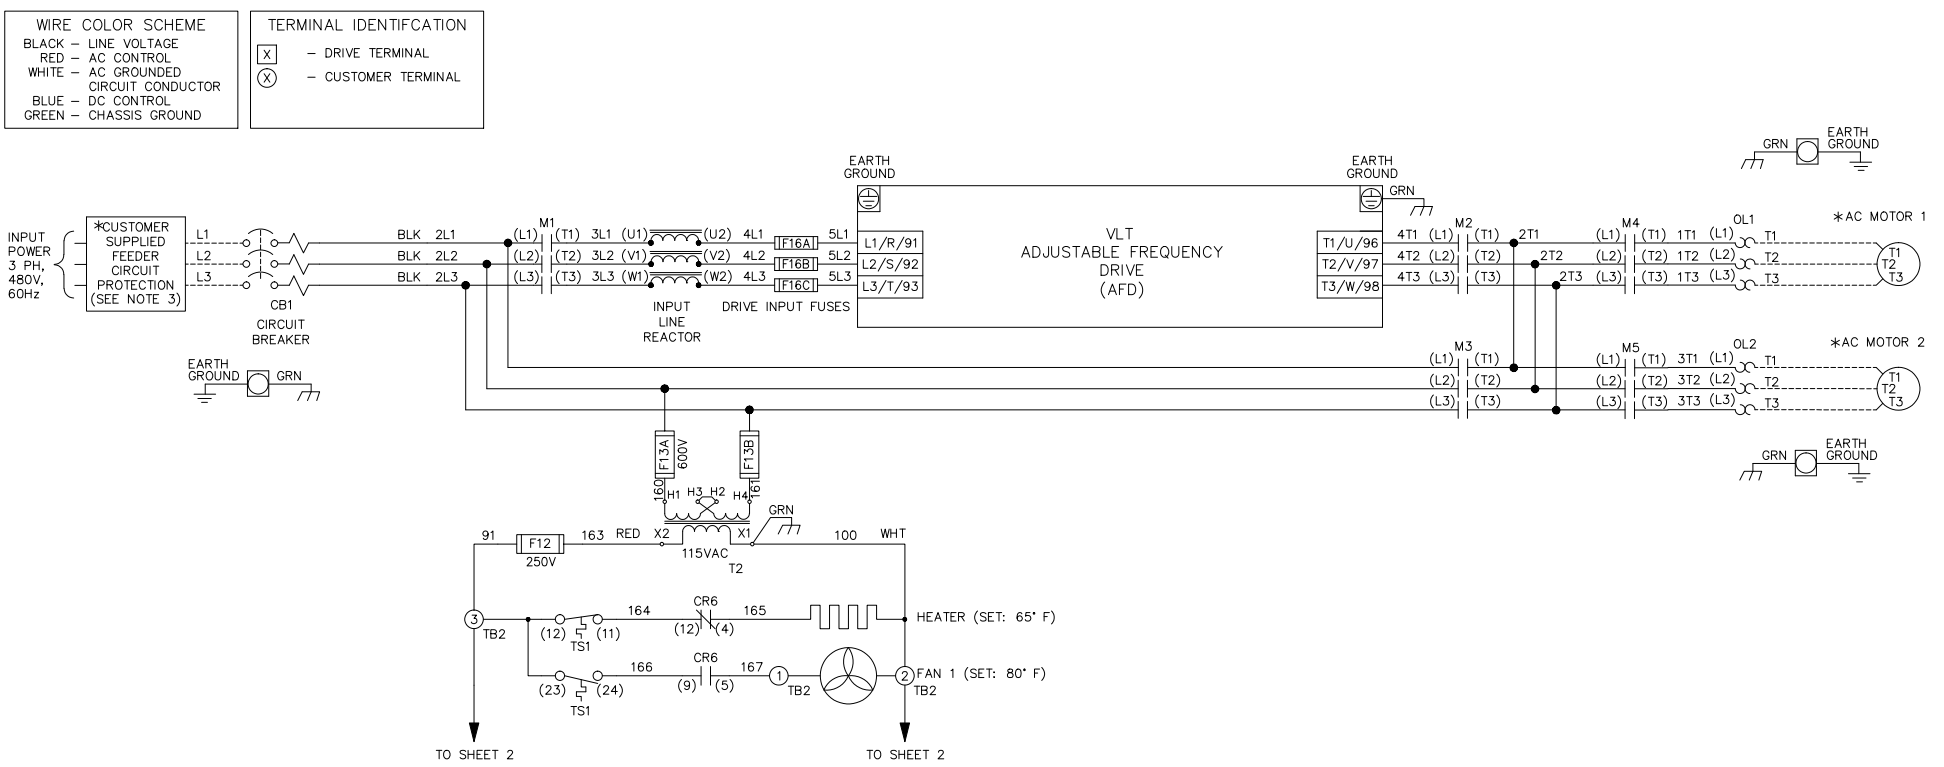 WIRE COLOR SCHEME
BLACK – LINE VOLTAGE
RED – AC CONTROL
WHITE – AC GROUNDED
CIRCUIT CONDUCTOR
BLUE – DC CONTROL
GREEN – CHASSIS GROUND
TERMINAL IDENTIFCATION
X – DRIVE TERMINAL
X – CUSTOMER TERMINAL
INPUT
POWER
3 PH,
480V,
60Hz
*CUSTOMER
SUPPLIED
FEEDER
CIRCUIT
PROTECTION
(SEE NOTE 3)
L1
L2
L3
CB1
CIRCUIT
BREAKER
EARTH
GROUND
GRN
BLK 2L1
BLK 2L2
BLK 2L3
M1
(L1) (T1) 3L1 (U1) (U2) 4L1 F16A 5L1
(L2) (T2) 3L2 (V1) (V2) 4L2 F16B 5L2
(L3) (T3) 3L3 (W1) (W2) 4L3 F16C 5L3
INPUT
LINE
REACTOR
DRIVE INPUT FUSES
EARTH
GROUND
L1/R/91
L2/S/92
L3/T/93
VLT
ADJUSTABLE FREQUENCY
DRIVE
(AFD)
EARTH
GROUND
GRN
T1/U/96
T2/V/97
T3/W/98
M2
4T1 (L1) (T1) 2T1
4T2 (L2) (T2) 2T2
4T3 (L3) (T3) 2T3
M4
(L1) (T1) 1T1 (L1)
(L2) (T2) 1T2 (L2)
(L3) (T3) 1T3 (L3)
OL1
T1
T2
T3
*AC MOTOR 1
T1
T2
T3
GRN
EARTH
GROUND
M3
(L1) (T1)
(L2) (T2)
(L3) (T3)
M5
(L1) (T1) 3T1 (L1)
(L2) (T2) 3T2 (L2)
(L3) (T3) 3T3 (L3)
OL2
T1
T2
T3
*AC MOTOR 2
T1
T2
T3
GRN
EARTH
GROUND
F13A
600V
F13B
160
161
H1 H3 H2 H4
GRN
91 F12 163 RED X2 X1 100 WHT
250V
115VAC
T2
3
TB2
(12) (11)
TS1
164
CR6
(12) (4)
165
HEATER (SET: 65° F)
(23) (24)
TS1
166
CR6
(9) (5)
167
1
TB2
2
TB2
FAN 1 (SET: 80° F)
TO SHEET 2
TO SHEET 2